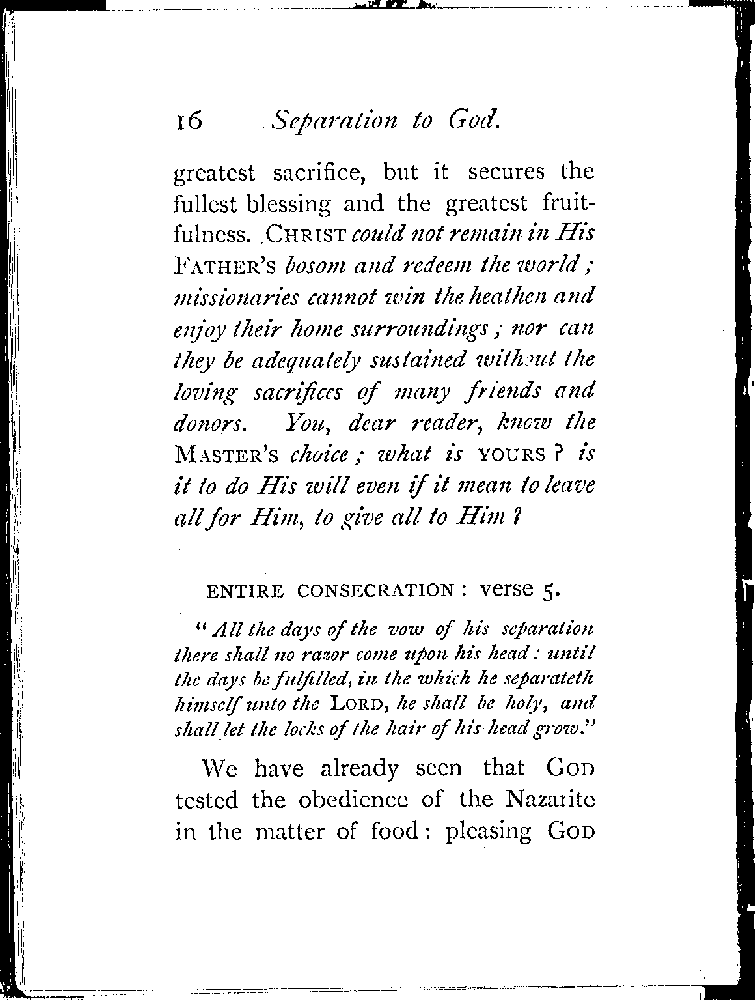 16 Separation to God.
greatest sacrifice, but it secures the
fullest blessing and the greatest fruit-
fulness. CHRIST could not remain in His
FATHER'S bosom and redeem the world ;
missionaries cannot win the heathen and
enjoy their home surroundings ; nor can
they be adequately sustained without the
loving sacrifices of many friends and
donors. You, dear reader, know the
MASTER'S choice ; what is YOURS ? is
it to do His will even if it mean to leave
all for Him, to give all to Him ?
ENTIRE CONSECRATION : verse 5.
" All the days of the vow of his separation
there shall no razor come upon his head : until
the days be fulfilled, in the which he separateth
himself unto the LORD, he shall be holy, and
shall let the locks of the hair of his head grow."
We have already seen that GOD
tested the obedience of the Nazarite
in the matter of food : pleasing GOD